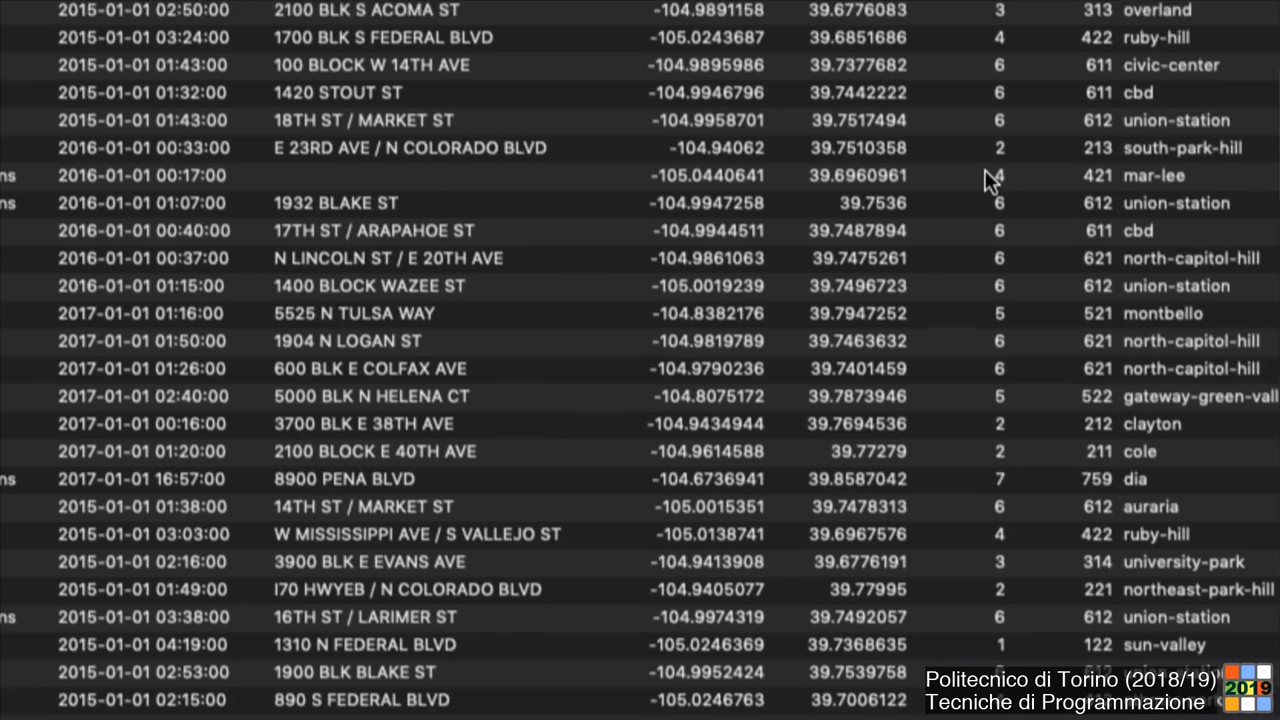 2015-01-01 02:50:00 2100 BLK S ACOMA ST -104.9891158 39.6776083 3 313 overland
2015-01-01 03:24:00 1700 BLK S FEDERAL BLVD -105.0243687 39.6851686 4 422 ruby-hill
2015-01-01 01:43:00 100 BLOCK W 14TH AVE -104.9895986 39.7377682 6 611 civic-center
2015-01-01 01:32:00 1420 STOUT ST -104.9946796 39.7442222 6 611 cbd
2015-01-01 01:43:00 18TH ST / MARKET ST -104.9958701 39.7517494 6 612 union-station
2016-01-01 00:33:00 E 23RD AVE / N COLORADO BLVD -104.94062 39.7510358 2 213 south-park-hill
ns 2016-01-01 00:17:00 -105.0440641 39.6960961 4 421 mar-lee
ns 2016-01-01 01:07:00 1932 BLAKE ST -104.9947258 39.7536 6 612 union-station
2016-01-01 00:40:00 17TH ST / ARAPAHOE ST -104.9944511 39.7487894 6 611 cbd
2016-01-01 00:37:00 N LINCOLN ST / E 20TH AVE -104.9861063 39.7475261 6 621 north-capitol-hill
2016-01-01 01:15:00 1400 BLOCK WAZEE ST -105.0019239 39.7496723 6 612 union-station
2017-01-01 01:16:00 5525 N TULSA WAY -104.8382176 39.7947252 5 521 montbello
2017-01-01 01:50:00 1904 N LOGAN ST -104.9819789 39.7463632 6 621 north-capitol-hill
2017-01-01 01:26:00 600 BLK E COLFAX AVE -104.9790236 39.7401459 6 621 north-capitol-hill
2017-01-01 02:40:00 5000 BLK N HELENA CT -104.8075172 39.7873946 5 522 gateway-green-vall
2017-01-01 00:16:00 3700 BLK E 38TH AVE -104.9434944 39.7694536 2 212 clayton
2017-01-01 01:20:00 2100 BLOCK E 40TH AVE -104.9614588 39.77279 2 211 cole
ns 2017-01-01 16:57:00 8900 PENA BLVD -104.6736941 39.8587042 7 759 dia
2015-01-01 01:38:00 14TH ST / MARKET ST -105.0015351 39.7478313 6 612 auraria
2015-01-01 03:03:00 W MISSISSIPPI AVE / S VALLEJO ST -105.0138741 39.6967576 4 422 ruby-hill
2015-01-01 02:16:00 3900 BLK E EVANS AVE -104.9413908 39.6776191 3 314 university-park
2015-01-01 01:49:00 I70 HWYEB / N COLORADO BLVD -104.9405077 39.77995 2 221 northeast-park-hill
ns 2015-01-01 03:38:00 16TH ST / LARIMER ST -104.9974319 39.7492057 6 612 union-station
2015-01-01 04:19:00 1310 N FEDERAL BLVD -105.0246369 39.7368635 1 122 sun-valley
2015-01-01 02:53:00 1900 BLK BLAKE ST -104.9952424 39.7539758
2015-01-01 02:15:00 890 S FEDERAL BLVD -105.0246763 39.7006122
Politecnico di Torino (2018/19)
Tecniche di Programmazione
2019